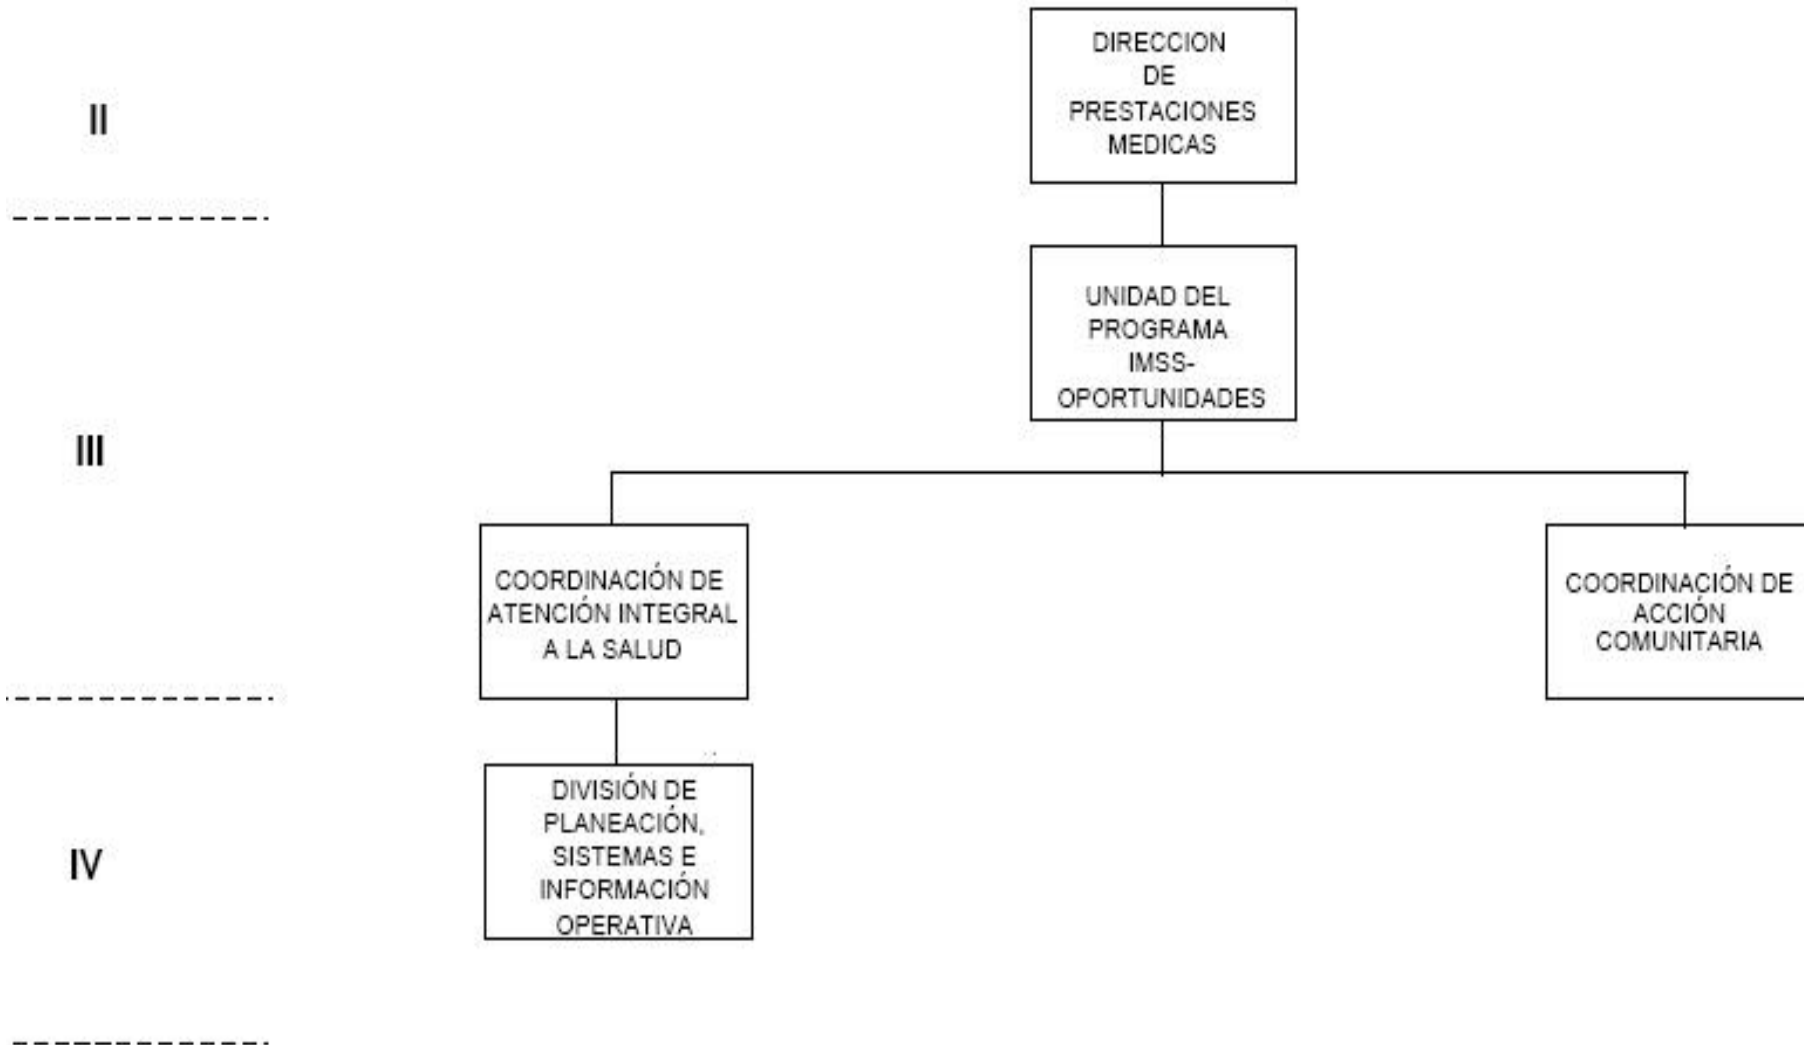 II
DIRECCION
DE
PRESTACIONES
MEDICAS
III
UNIDAD DEL
PROGRAMA
IMSS-
OPORTUNIDADES
COORDINACIÓN DE
ATENCIÓN INTEGRAL
A LA SALUD
COORDINACIÓN DE
ACCIÓN
COMUNITARIA
IV
DIVISIÓN DE
PLANEACIÓN,
SISTEMAS E
INFORMACIÓN
OPERATIVA